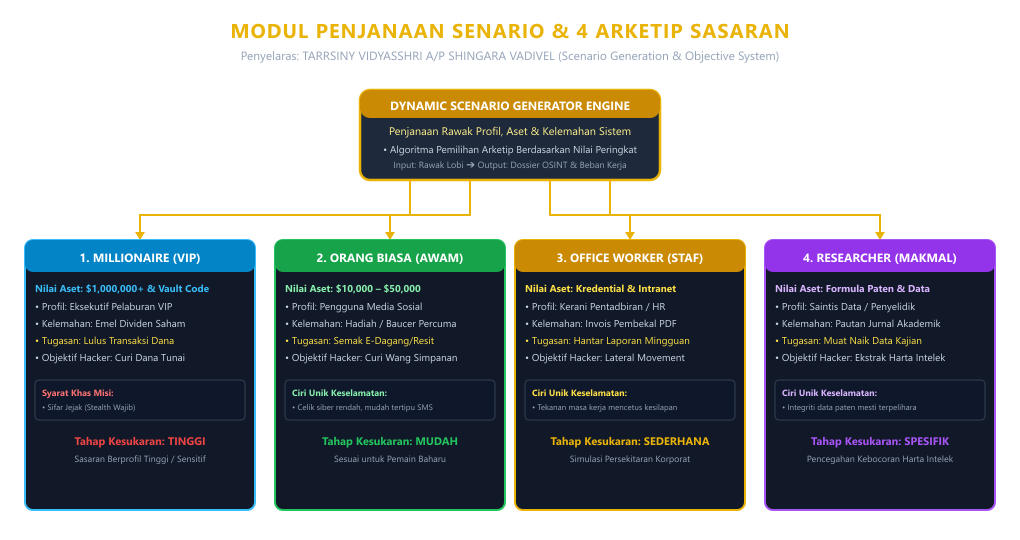 MODUL PENJANAAN SENARIO & 4 ARKETIP SASARAN
Penyelaras: TARRSINY VIDYASSHRI A/P SHINGARA VADIVEL (Scenario Generation & Objective System)
DYNAMIC SCENARIO GENERATOR ENGINE
Penjanaan Rawak Profil, Aset & Kelemahan Sistem
• Algoritma Pemilihan Arketip Berdasarkan Nilai Peringkat
Input: Rawak Lobi ➔ Output: Dossier OSINT & Beban Kerja
1. MILLIONAIRE (VIP)
Nilai Aset: $1,000,000+ & Vault Code
• Profil: Eksekutif Pelaburan VIP
• Kelemahan: Emel Dividen Saham
• Tugasan: Lulus Transaksi Dana
• Objektif Hacker: Curi Dana Tunai
Syarat Khas Misi:
• Sifar Jejak (Stealth Wajib)
Tahap Kesukaran: TINGGI
Sasaran Berprofil Tinggi / Sensitif
2. ORANG BIASA (AWAM)
Nilai Aset: $10,000 – $50,000
• Profil: Pengguna Media Sosial
• Kelemahan: Hadiah / Baucer Percuma
• Tugasan: Semak E-Dagang/Resit
• Objektif Hacker: Curi Wang Simpanan
Ciri Unik Keselamatan:
• Celik siber rendah, mudah tertipu SMS
Tahap Kesukaran: MUDAH
Sesuai untuk Pemain Baharu
3. OFFICE WORKER (STAF)
Nilai Aset: Kredential & Intranet
• Profil: Kerani Pentadbiran / HR
• Kelemahan: Invois Pembekal PDF
• Tugasan: Hantar Laporan Mingguan
• Objektif Hacker: Lateral Movement
Ciri Unik Keselamatan:
• Tekanan masa kerja mencetus kesilapan
Tahap Kesukaran: SEDERHANA
Simulasi Persekitaran Korporat
4. RESEARCHER (MAKMAL)
Nilai Aset: Formula Paten & Data
• Profil: Saintis Data / Penyelidik
• Kelemahan: Pautan Jurnal Akademik
• Tugasan: Muat Naik Data Kajian
• Objektif Hacker: Ekstrak Harta Intelek
Ciri Unik Keselamatan:
• Integriti data paten mesti terpelihara
Tahap Kesukaran: SPESIFIK
Pencegahan Kebocoran Harta Intelek